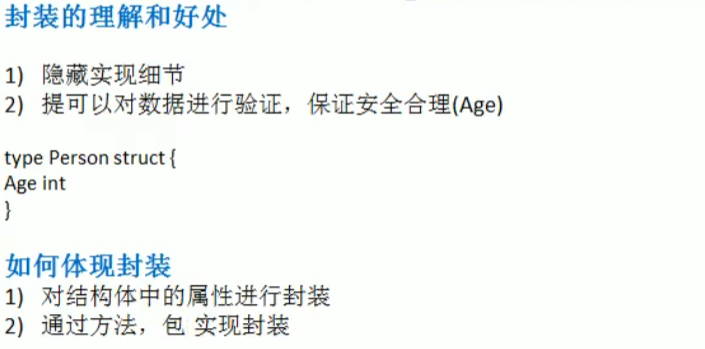 封装的理解和好处
1) 隐藏实现细节
2) 提可以对数据进行验证，保证安全合理(Age)
type Person struct {
Age int
}
如何体现封装
1) 对结构体中的属性进行封装
2) 通过方法，包 实现封装